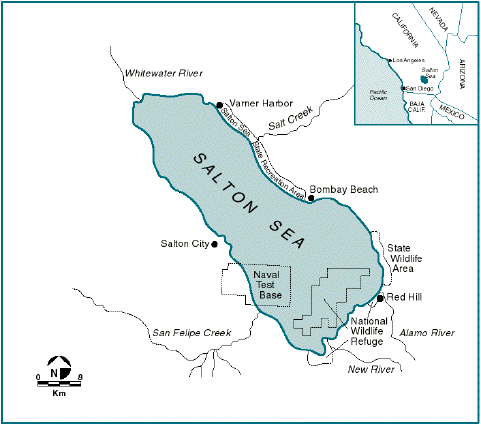 NEVADA
CALIFORNIA
Los Angeles
Salton
Sea
ARIZONA
Pacific
Ocean
San Diego
BAJA
CALIF.
MEXICO
Whitewater River
Varner Harbor
Salt Creek
Salton Sea
State Recreation Area
SALTON SEA
Bombay Beach
Salton City
State
Wildlife
Area
Naval
Test
Base
Red Hill
National
Wildlife
Refuge
San Felipe Creek
Alamo River
New River
N
0 8
Km